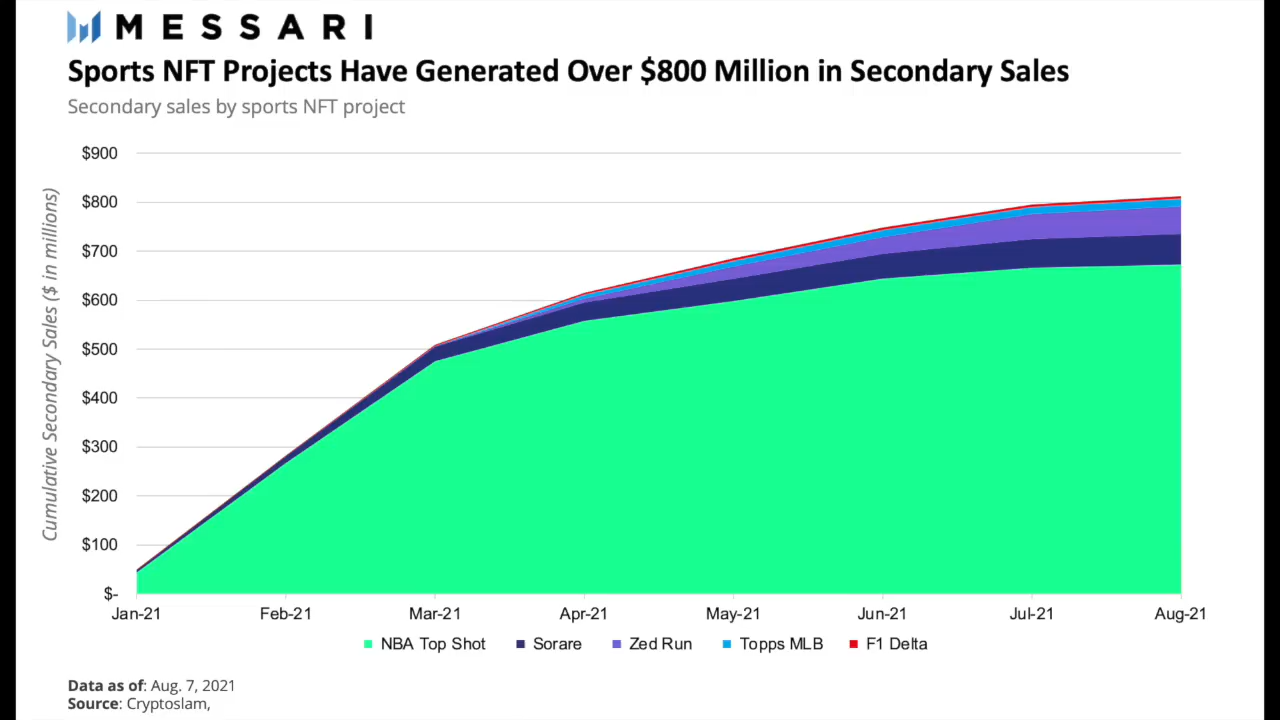 MESSARI
Sports NFT Projects Have Generated Over $800 Million in Secondary Sales
Secondary sales by sports NFT project
Cumulative Secondary Sales ($ in millions)
$900
$800
$700
$600
$500
$400
$300
$200
$100
$-
Jan-21 Feb-21 Mar-21 Apr-21 May-21 Jun-21 Jul-21 Aug-21
NBA Top Shot Sorare Zed Run Topps MLB F1 Delta
Data as of: Aug. 7, 2021
Source: Cryptoslam,